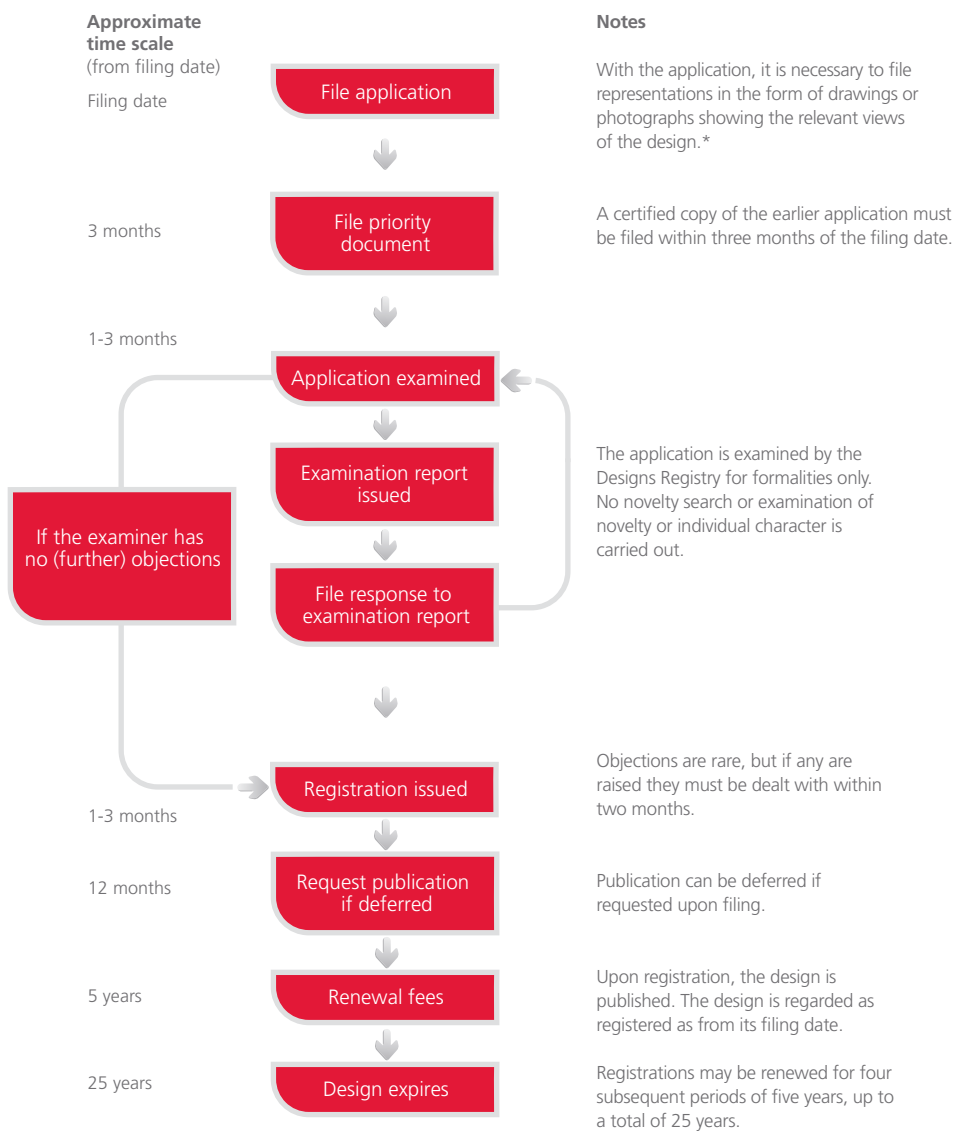 Approximate
time scale
(from filing date)
Notes
Filing date
File application
With the application, it is necessary to file
representations in the form of drawings or
photographs showing the relevant views
of the design.*
3 months
File priority
document
A certified copy of the earlier application must
be filed within three months of the filing date.
1-3 months
Application examined
Examination report
issued
The application is examined by the
Designs Registry for formalities only.
No novelty search or examination of
novelty or individual character is
carried out.
If the examiner has
no (further) objections
File response to
examination report
Registration issued
Objections are rare, but if any are
raised they must be dealt with within
two months.
1-3 months
12 months
Request publication
if deferred
Publication can be deferred if
requested upon filing.
5 years
Renewal fees
Upon registration, the design is
published. The design is regarded as
registered as from its filing date.
25 years
Design expires
Registrations may be renewed for four
subsequent periods of five years, up to
a total of 25 years.